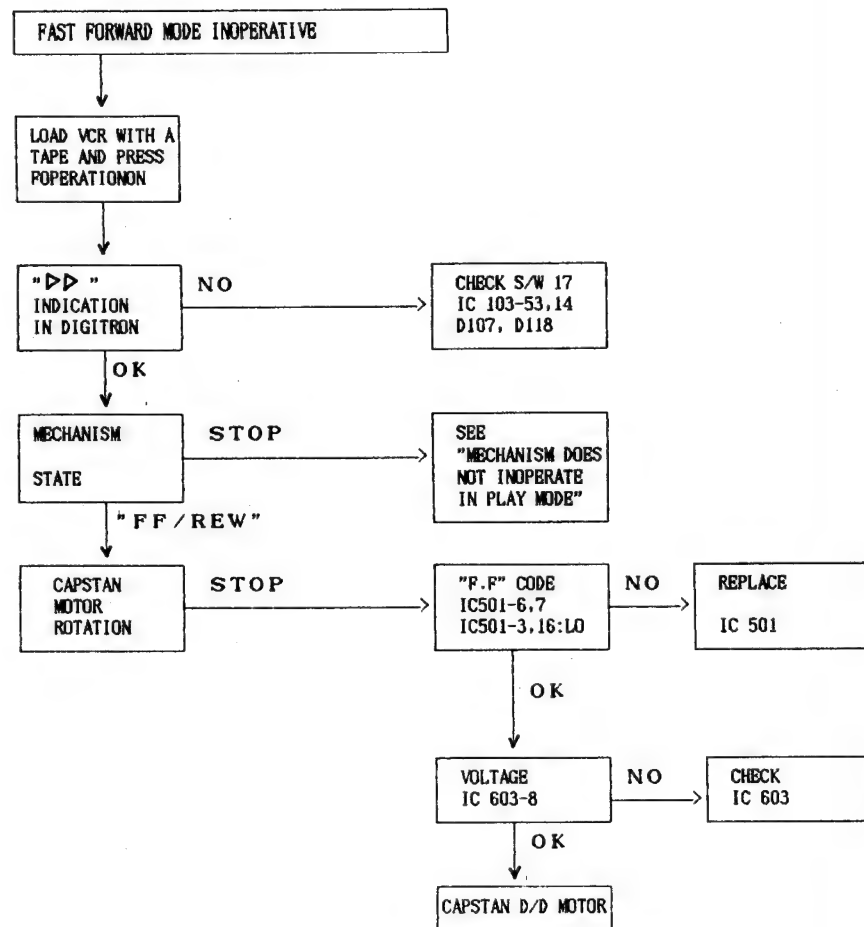 FAST FORWARD MODE INOPERATIVE
LOAD VCR WITH A
TAPE AND PRESS
POPERATIONON
"▷▷ "
INDICATION
IN DIGITRON
NO
CHECK S/W 17
IC 103-53,14
D107, D118
OK
MECHANISM
STATE
STOP
SEE
"MECHANISM DOES
NOT INOPERATE
IN PLAY MODE"
"FF/REW"
CAPSTAN
MOTOR
ROTATION
STOP
"F.F" CODE
IC501-6,7
IC501-3,16:LO
NO
REPLACE
IC 501
OK
VOLTAGE
IC 603-8
NO
CHECK
IC 603
OK
CAPSTAN D/D MOTOR